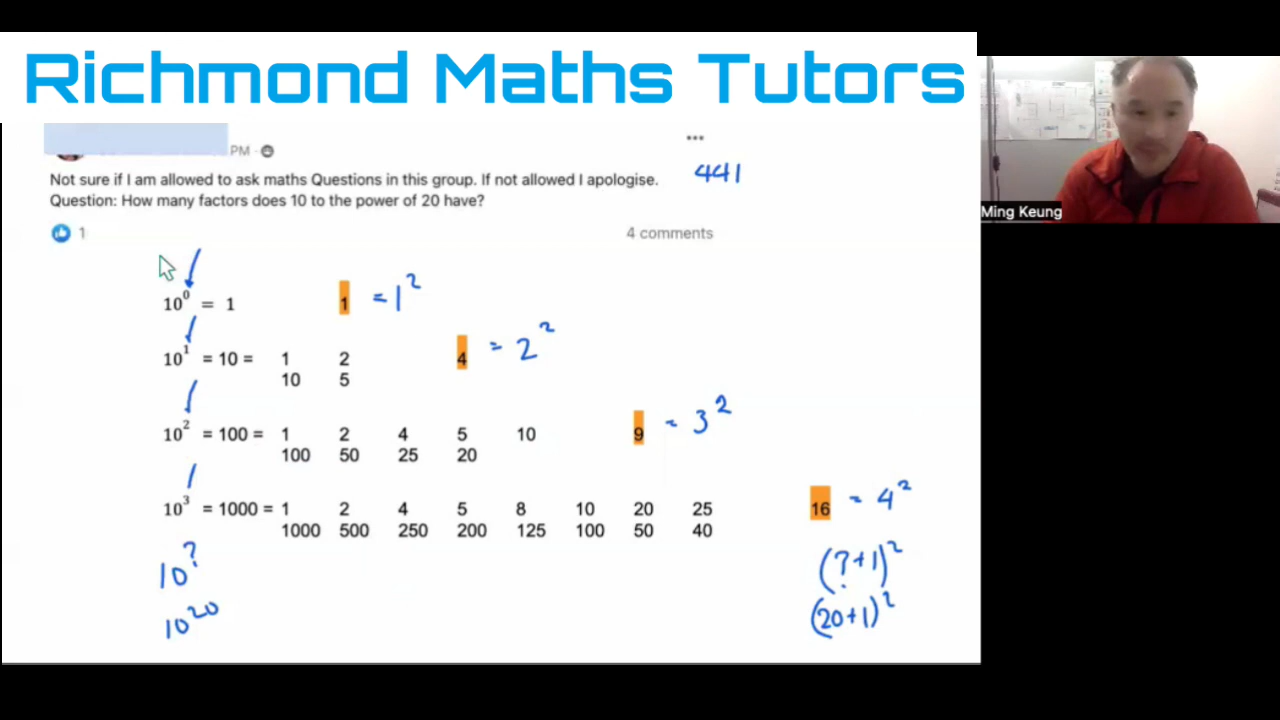 Richmond Maths Tutors
PM ·
Not sure if I am allowed to ask maths Questions in this group. If not allowed I apologise.
441
Question: How many factors does 10 to the power of 20 have?
1
4 comments
10⁰ = 1 1 = 1²
10¹ = 10 = 1 2 4 = 2²
10 5
10² = 100 = 1 2 4 5 10 9 = 3²
100 50 25 20
10³ = 1000 = 1 2 4 5 8 10 20 25 16 = 4²
1000 500 250 200 125 100 50 40
10^? (?+1)²
10²⁰ (20+1)²
Ming Keung